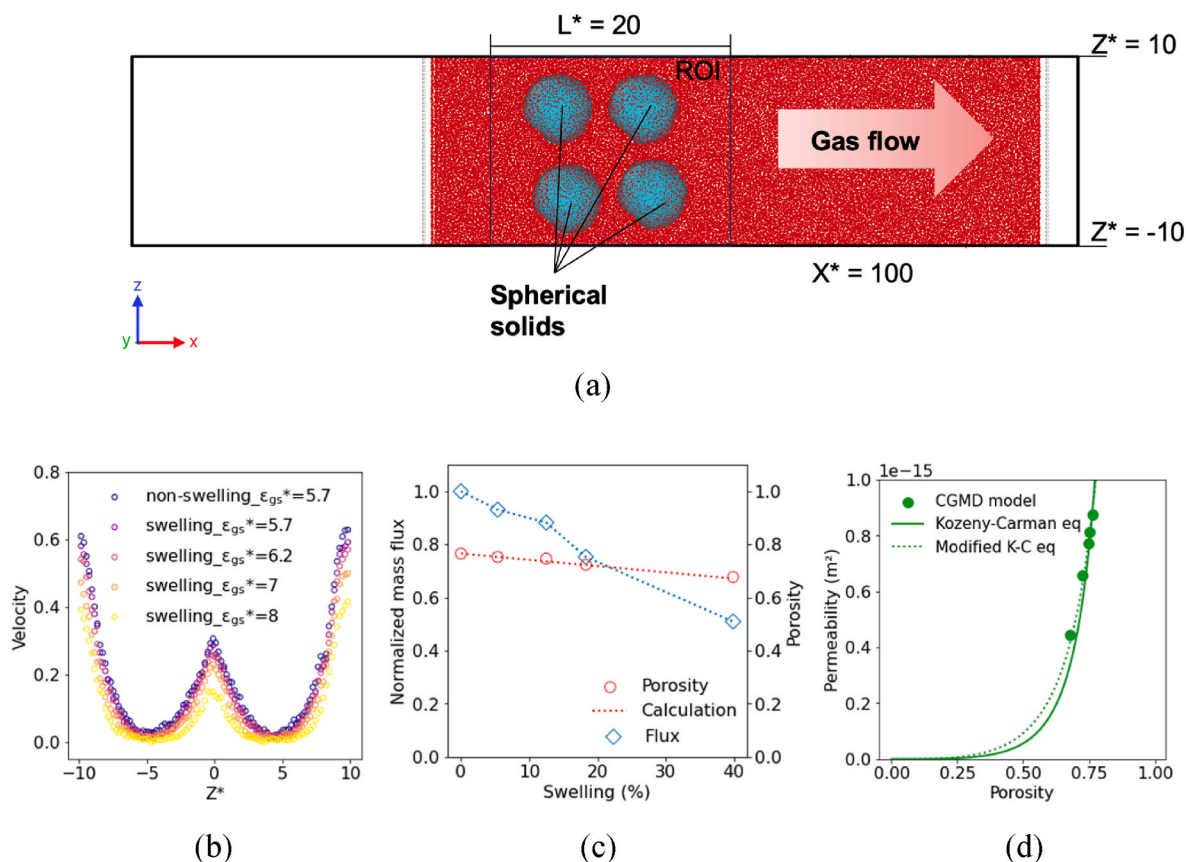 L* = 20
Z* = 10
ROI
Gas flow
Z* = -10
X* = 100
Spherical
solids
z
y
x
(a)
0.8
0.6
0.4
0.2
0.0
Velocity
non-swelling_εgs*=5.7
swelling_εgs*=5.7
swelling_εgs*=6.2
swelling_εgs*=7
swelling_εgs*=8
−10
−5
0
5
10
Z*
(b)
1.0
0.8
0.6
0.4
0.2
0.0
Normalized mass flux
Porosity
Calculation
Flux
1.0
0.8
0.6
0.4
0.2
0.0
Porosity
0
10
20
30
40
Swelling (%)
(c)
1e−15
1.0
0.8
0.6
0.4
0.2
0.0
Permeability (m²)
CGMD model
Kozeny-Carman eq
Modified K-C eq
0.00
0.25
0.50
0.75
1.00
Porosity
(d)